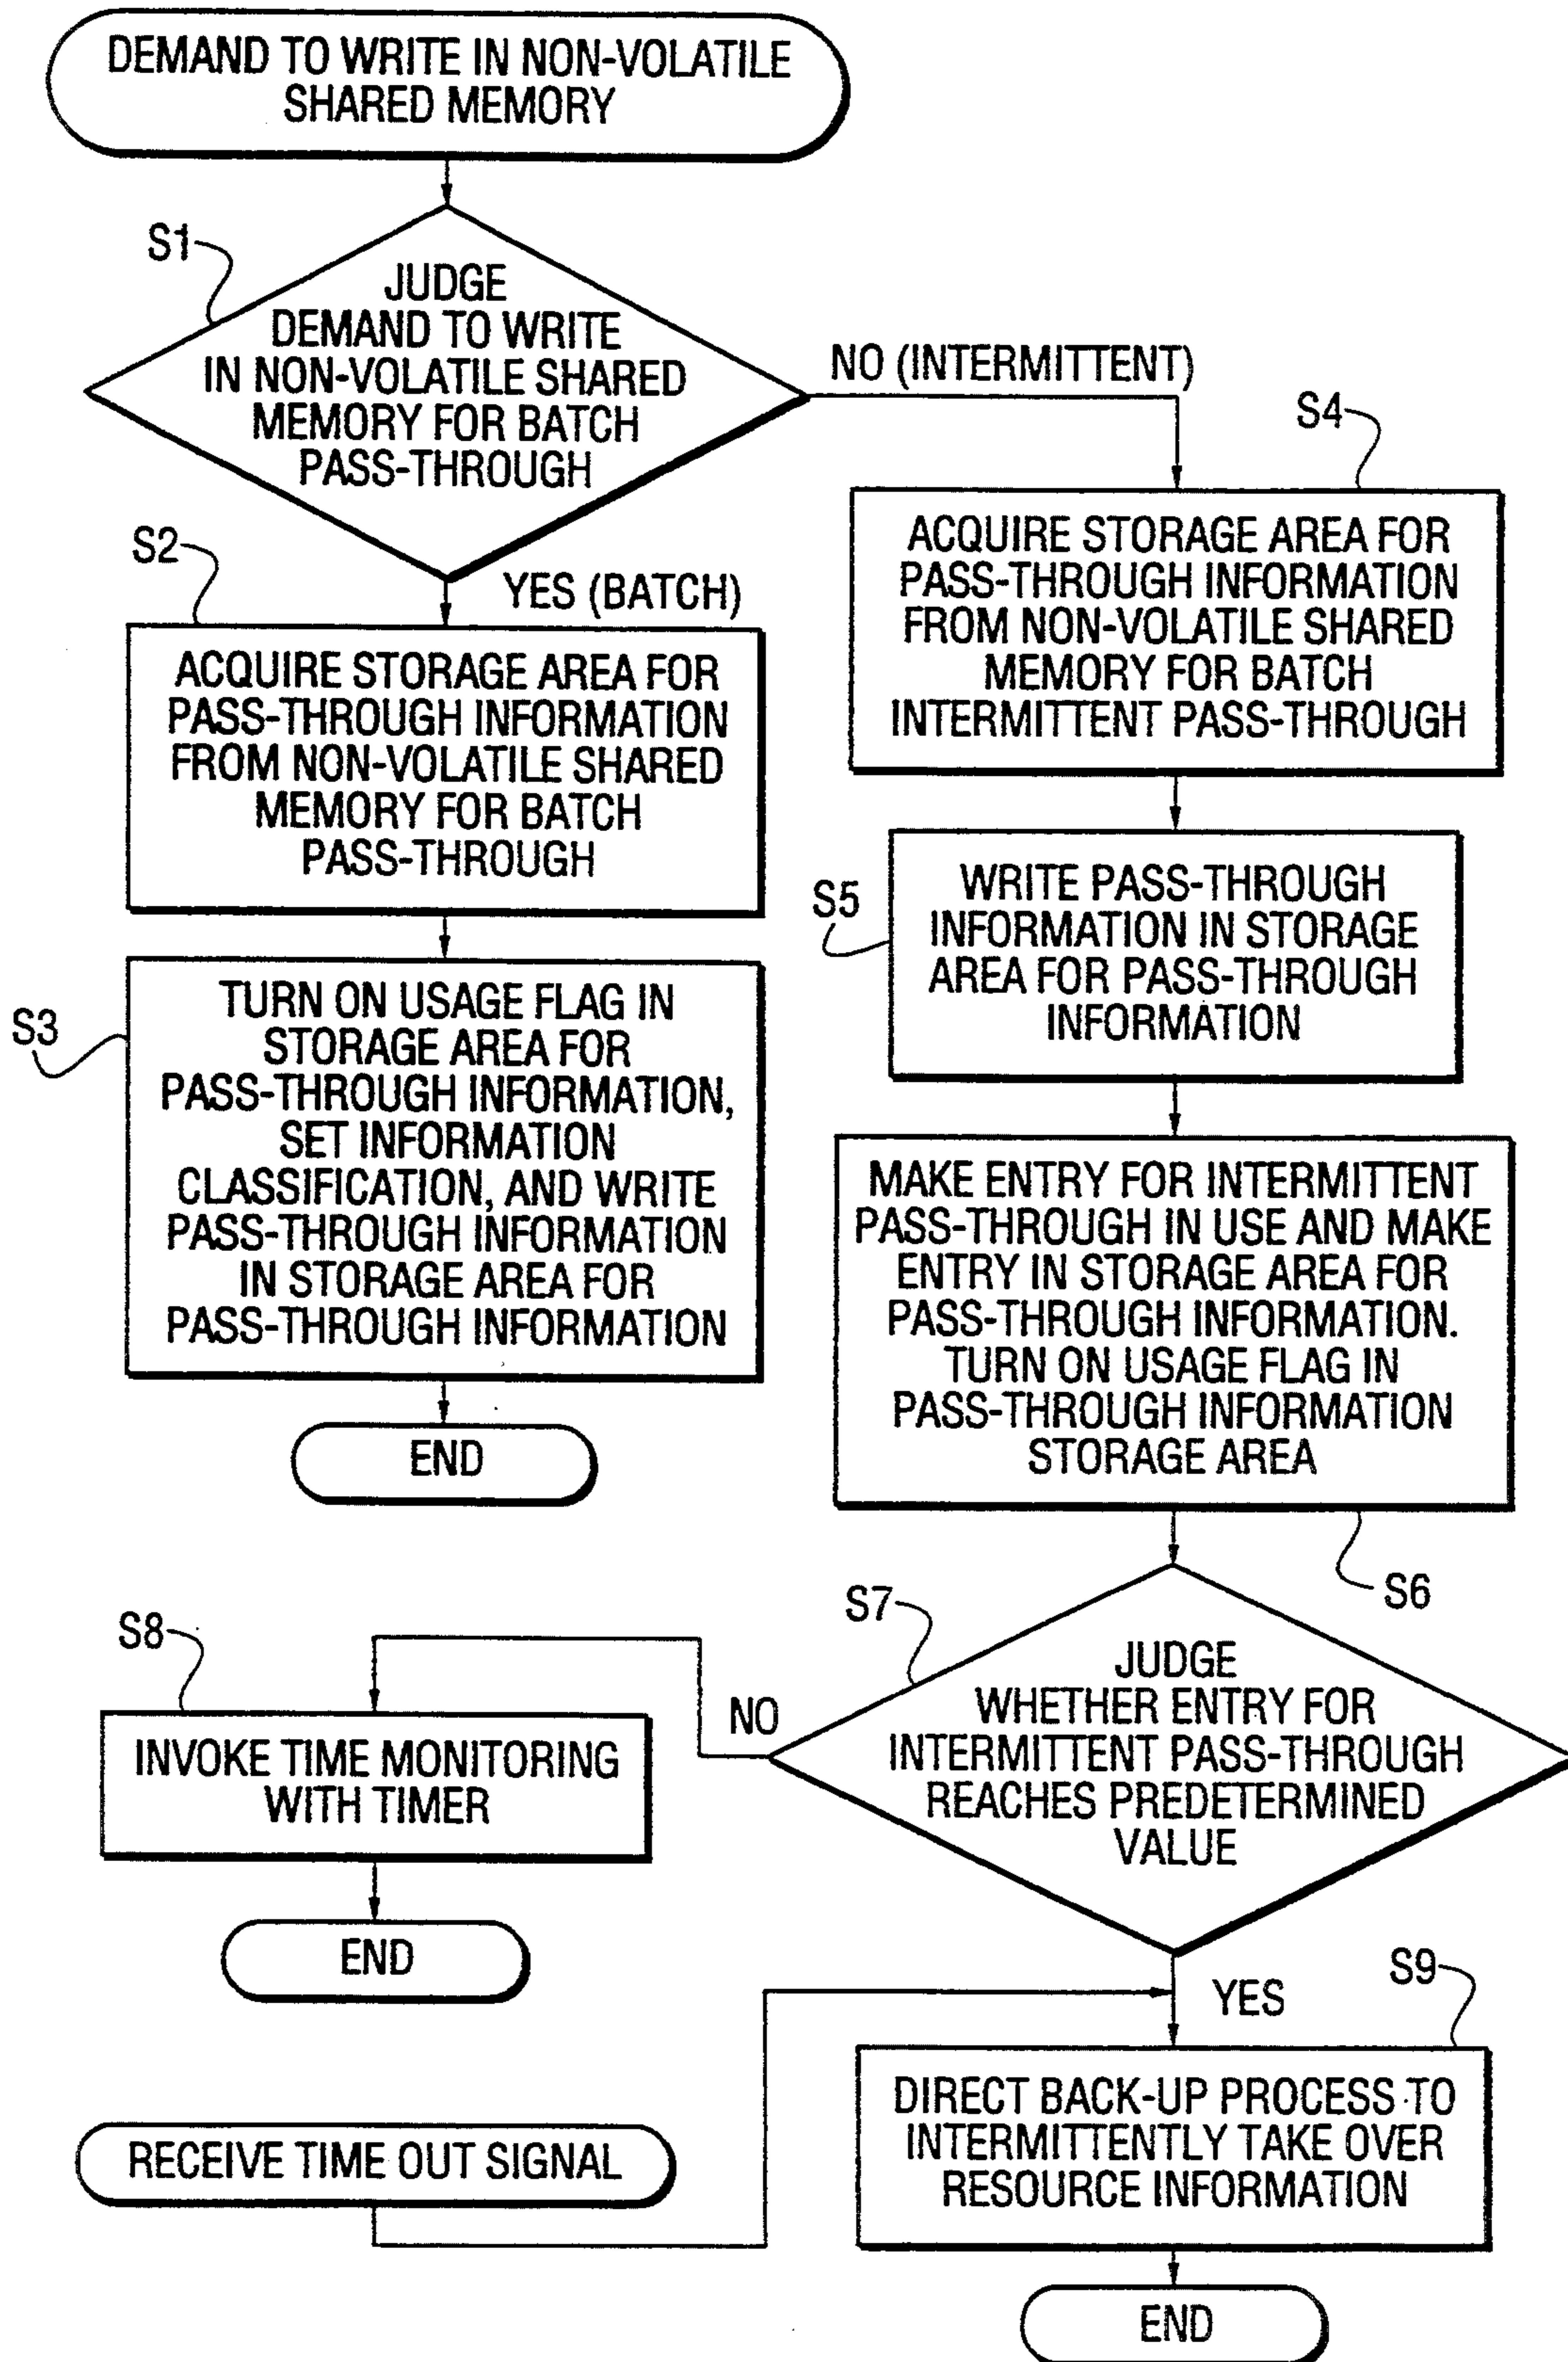 DEMAND TO WRITE IN NON-VOLATILE
SHARED MEMORY
S1
JUDGE
DEMAND TO WRITE
IN NON-VOLATILE SHARED
MEMORY FOR BATCH
PASS-THROUGH
NO (INTERMITTENT)
YES (BATCH)
S2
ACQUIRE STORAGE AREA FOR
PASS-THROUGH INFORMATION
FROM NON-VOLATILE SHARED
MEMORY FOR BATCH
PASS-THROUGH
S3
TURN ON USAGE FLAG IN
STORAGE AREA FOR
PASS-THROUGH INFORMATION,
SET INFORMATION
CLASSIFICATION, AND WRITE
PASS-THROUGH INFORMATION
IN STORAGE AREA FOR
PASS-THROUGH INFORMATION
END
S4
ACQUIRE STORAGE AREA FOR
PASS-THROUGH INFORMATION
FROM NON-VOLATILE SHARED
MEMORY FOR BATCH
INTERMITTENT PASS-THROUGH
S5
WRITE PASS-THROUGH
INFORMATION IN STORAGE
AREA FOR PASS-THROUGH
INFORMATION
MAKE ENTRY FOR INTERMITTENT
PASS-THROUGH IN USE AND MAKE
ENTRY IN STORAGE AREA FOR
PASS-THROUGH INFORMATION.
TURN ON USAGE FLAG IN
PASS-THROUGH INFORMATION
STORAGE AREA
S6
S7
JUDGE
WHETHER ENTRY FOR
INTERMITTENT PASS-THROUGH
REACHES PREDETERMINED
VALUE
NO
S8
INVOKE TIME MONITORING
WITH TIMER
END
YES
S9
DIRECT BACK-UP PROCESS TO
INTERMITTENTLY TAKE OVER
RESOURCE INFORMATION
RECEIVE TIME OUT SIGNAL
END